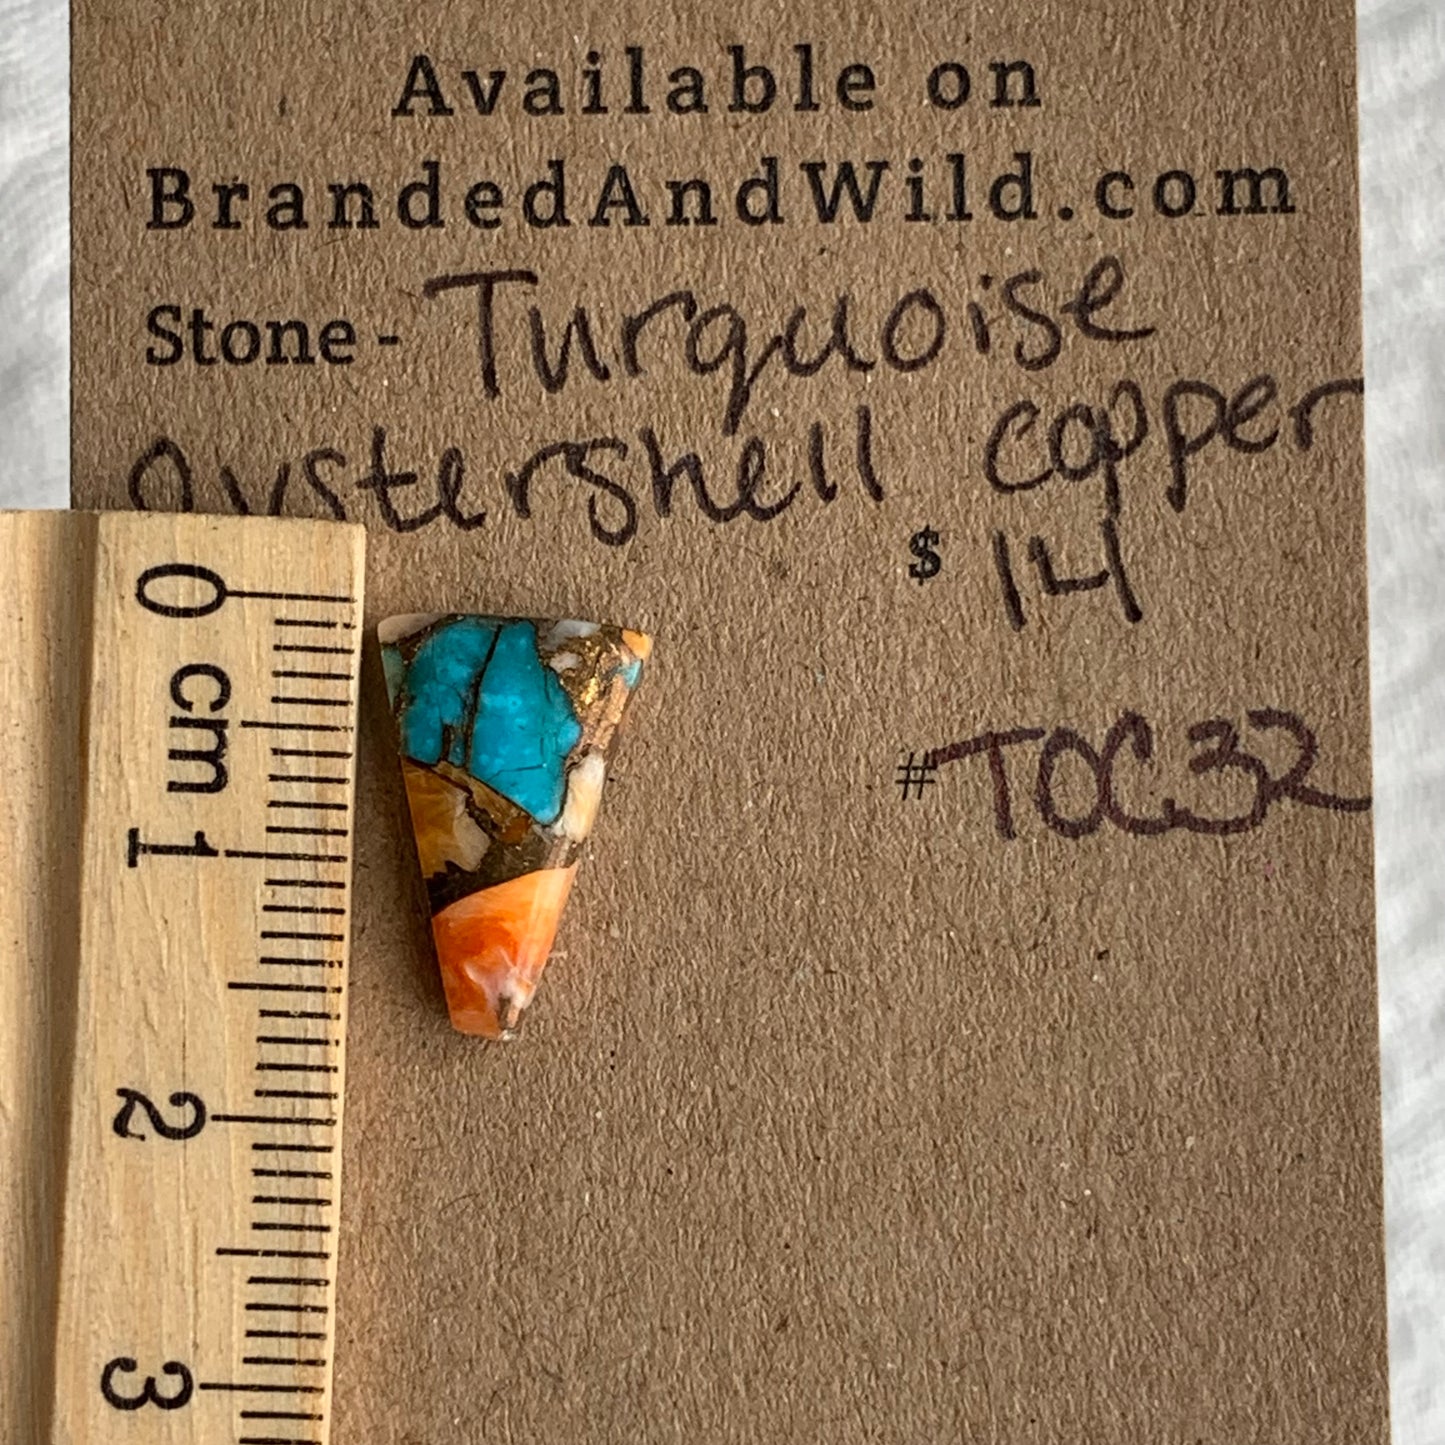 Available on
BrandedAndWild.com
Stone - Turquoise
oystershell copper
$ 14
# TOC32
0
cm
1
2
3